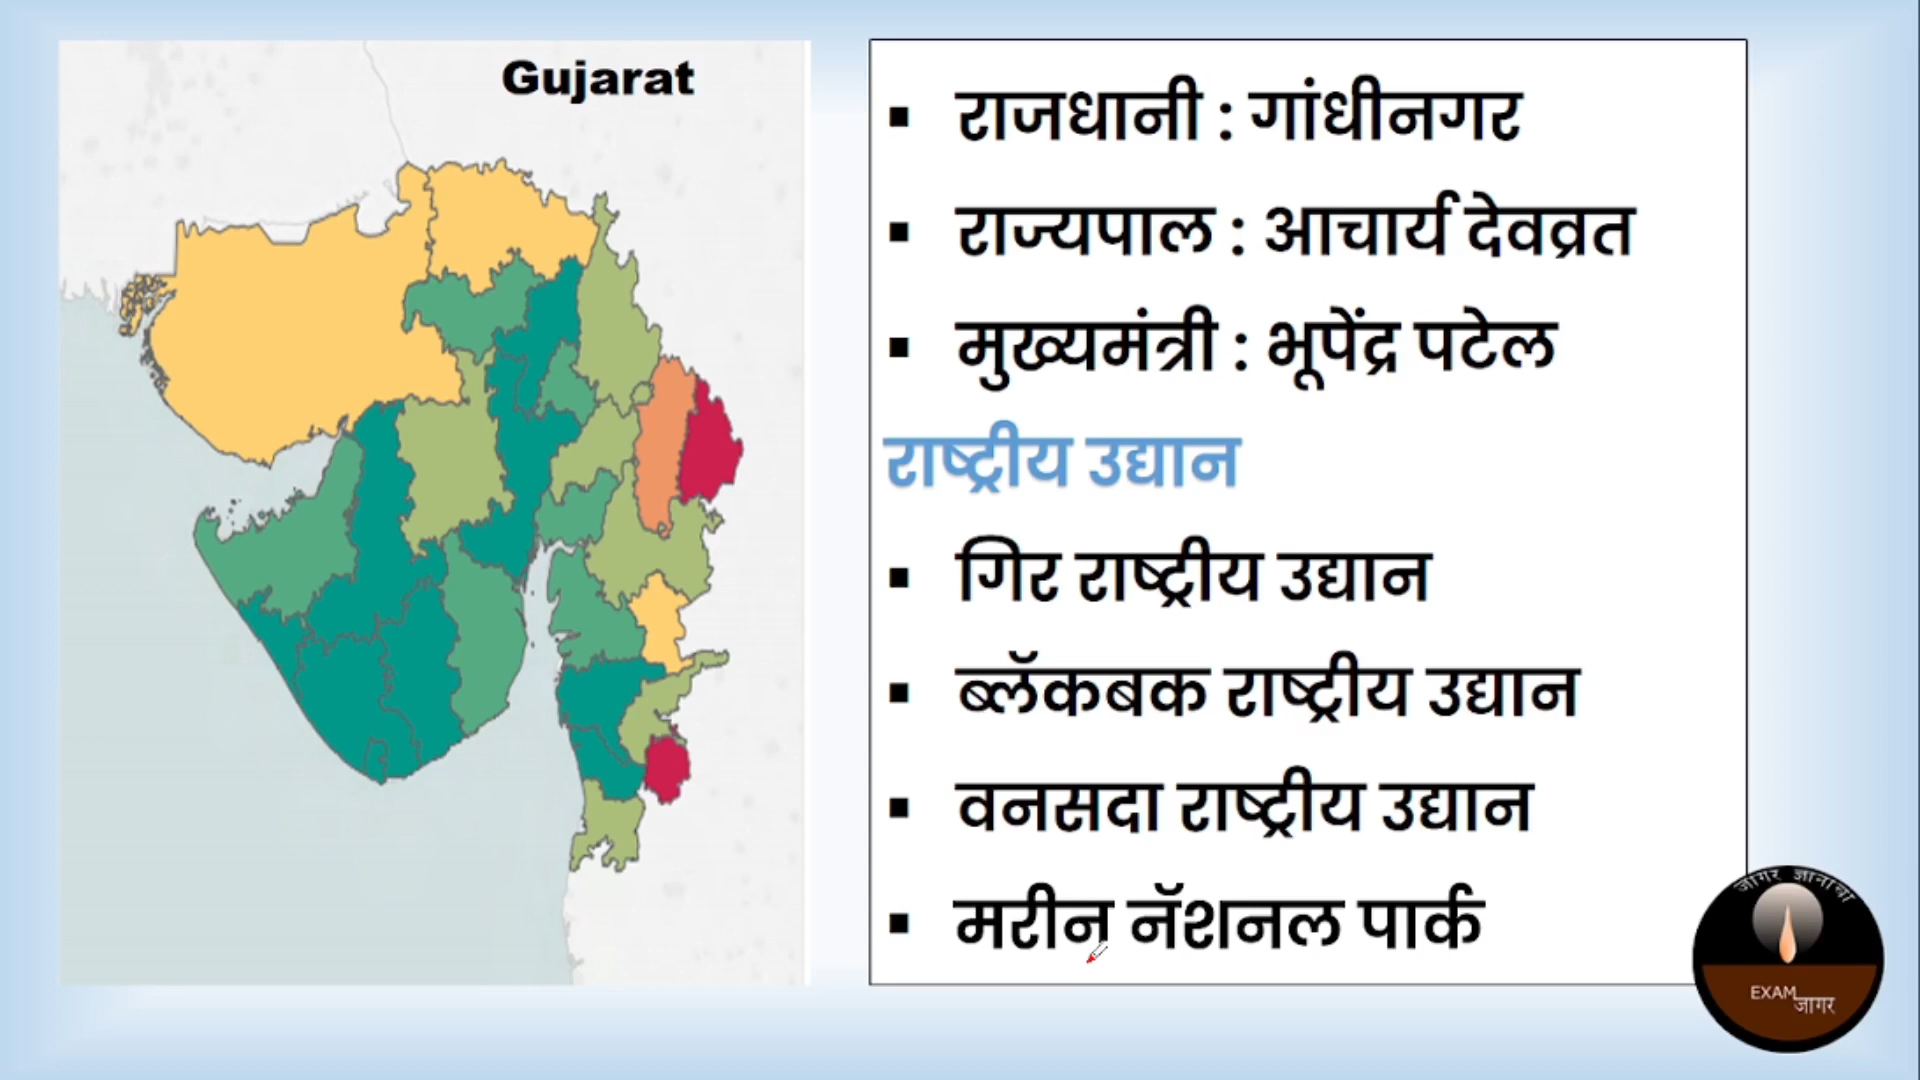 Gujarat
▪ राजधानी : गांधीनगर
▪ राज्यपाल : आचार्य देवव्रत
▪ मुख्यमंत्री : भूपेंद्र पटेल
राष्ट्रीय उद्यान
▪ गिर राष्ट्रीय उद्यान
▪ ब्लॅकबक राष्ट्रीय उद्यान
▪ वनसदा राष्ट्रीय उद्यान
▪ मरीन नॅशनल पार्क
जागर ज्ञानाचा
EXAM जागर